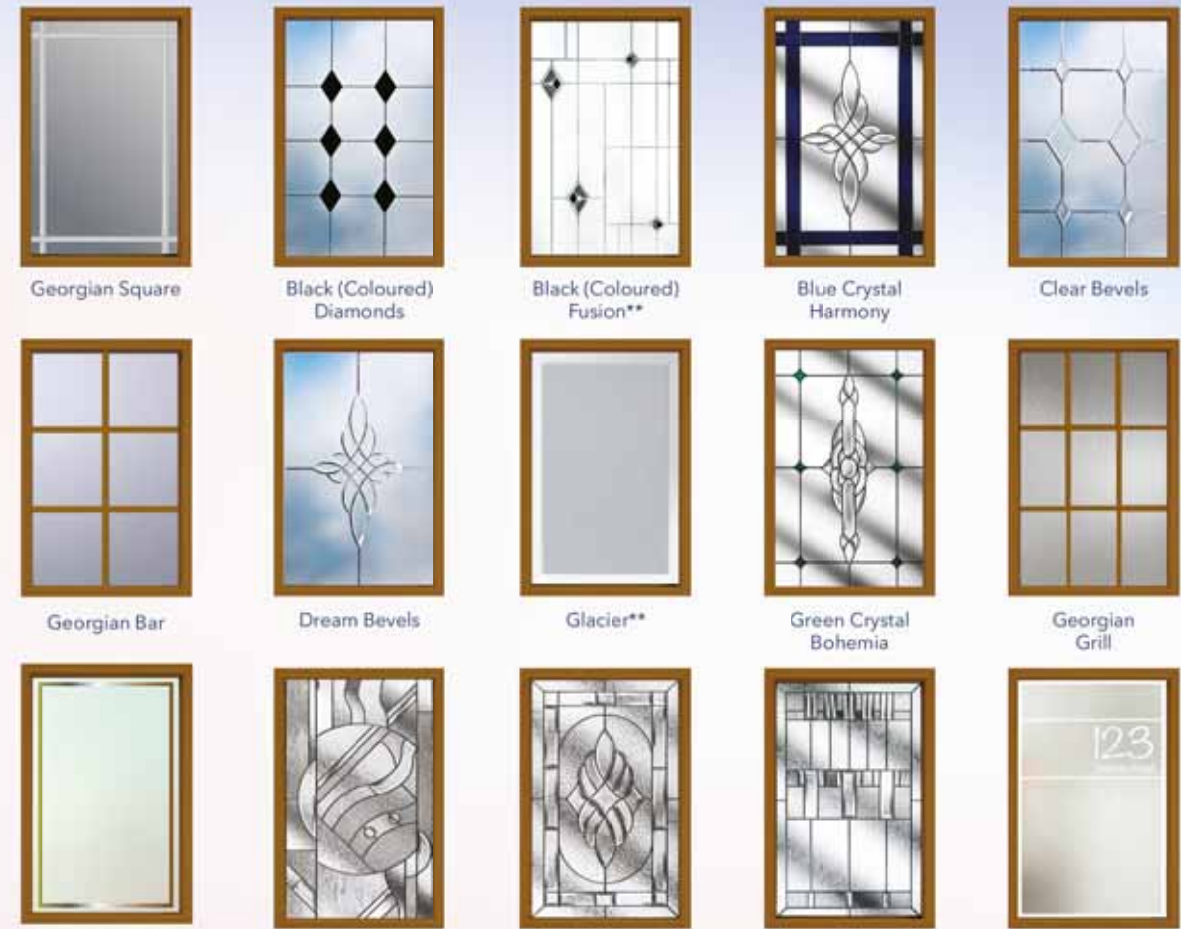 Georgian Square
Black (Coloured)
Diamonds
Black (Coloured)
Fusion**
Blue Crystal
Harmony
Clear Bevels
Georgian Bar
Dream Bevels
Glacier**
Green Crystal
Bohemia
Georgian
Grill
123